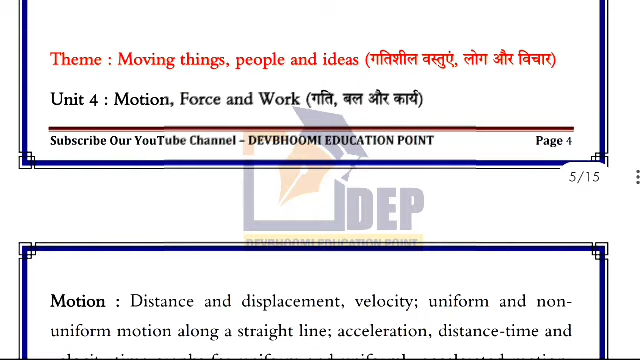 Theme : Moving things, people and ideas (गतिशील वस्तुएं, लोग और विचार)
Unit 4 : Motion, Force and Work (गति, बल और कार्य)
Subscribe Our YouTube Channel – DEVBHOOMI EDUCATION POINT Page 4
5/15
DEP
DEVBHOOMI EDUCATION POINT
Motion : Distance and displacement, velocity; uniform and non-
uniform motion along a straight line; acceleration, distance-time and